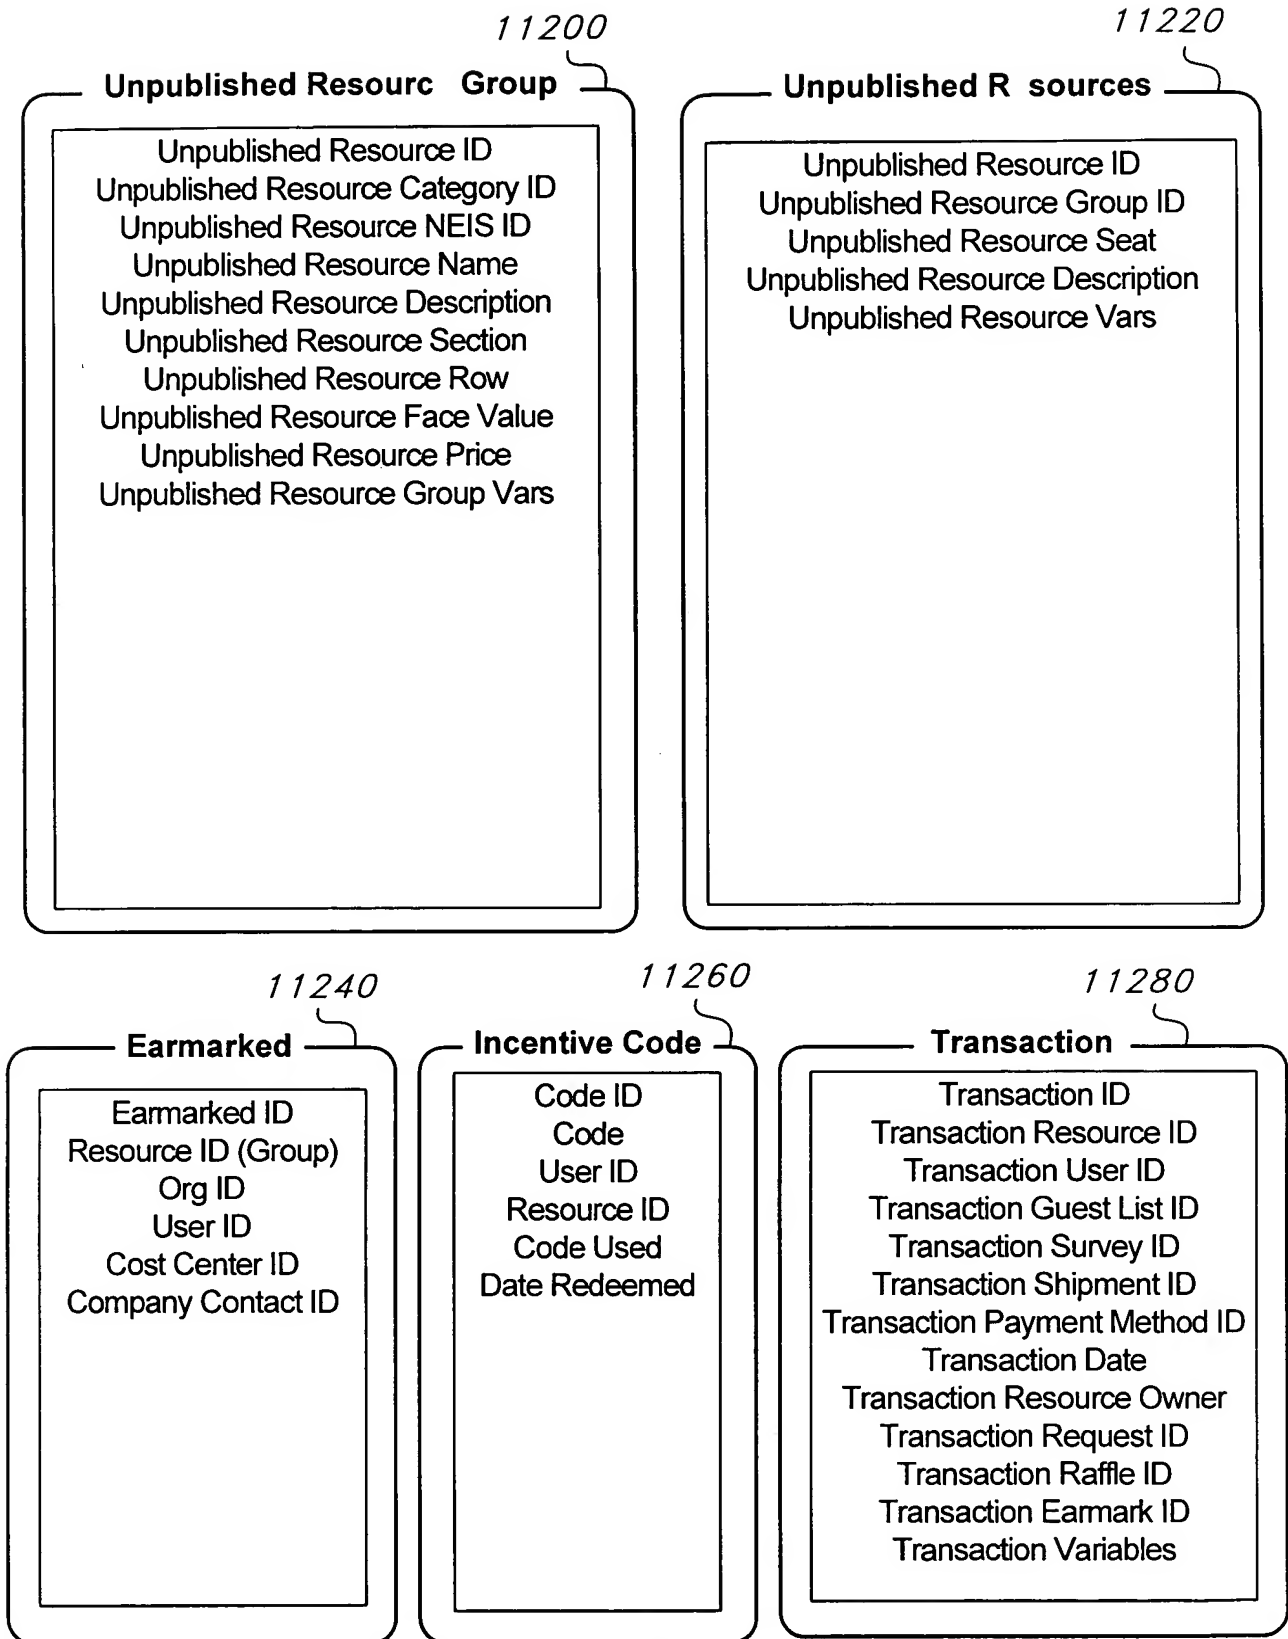 11200
Unpublished Resourc Group
Unpublished Resource ID
Unpublished Resource Category ID
Unpublished Resource NEIS ID
Unpublished Resource Name
Unpublished Resource Description
Unpublished Resource Section
Unpublished Resource Row
Unpublished Resource Face Value
Unpublished Resource Price
Unpublished Resource Group Vars
11220
Unpublished R sources
Unpublished Resource ID
Unpublished Resource Group ID
Unpublished Resource Seat
Unpublished Resource Description
Unpublished Resource Vars
11240
Earmarked
Earmarked ID
Resource ID (Group)
Org ID
User ID
Cost Center ID
Company Contact ID
11260
Incentive Code
Code ID
Code
User ID
Resource ID
Code Used
Date Redeemed
11280
Transaction
Transaction ID
Transaction Resource ID
Transaction User ID
Transaction Guest List ID
Transaction Survey ID
Transaction Shipment ID
Transaction Payment Method ID
Transaction Date
Transaction Resource Owner
Transaction Request ID
Transaction Raffle ID
Transaction Earmark ID
Transaction Variables